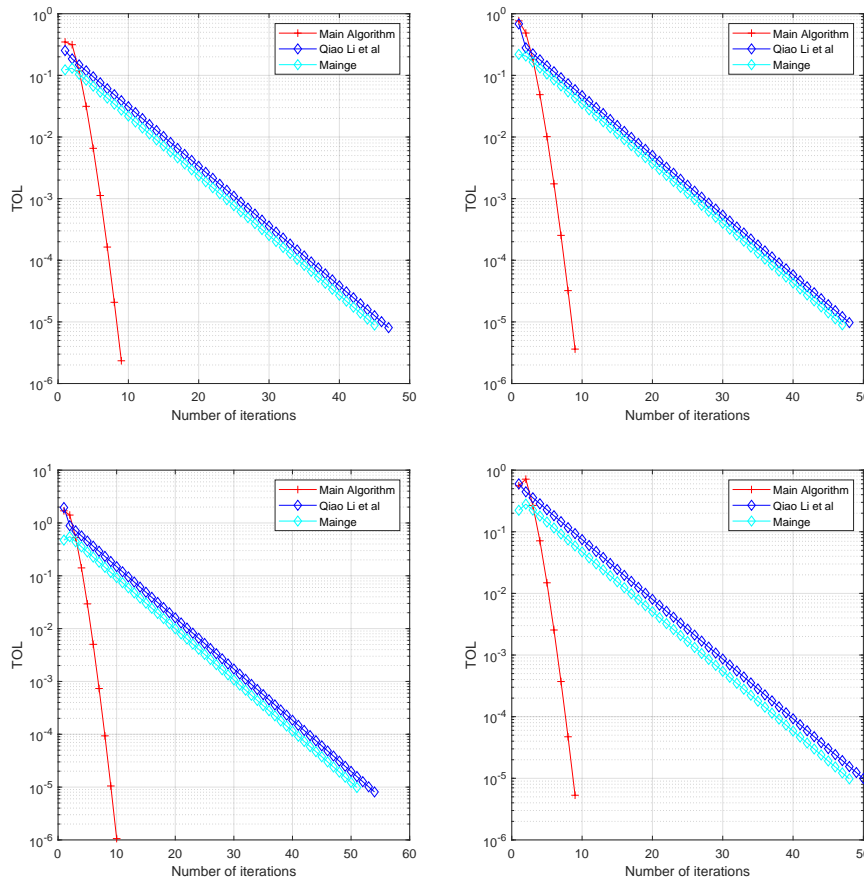 10^0
10^-1
10^-2
10^-3
10^-4
10^-5
10^-6
TOL
0 10 20 30 40 50
Number of iterations
Main Algorithm
Qiao Li et al
Mainge
10^0
10^-1
10^-2
10^-3
10^-4
10^-5
10^-6
TOL
0 10 20 30 40 50
Number of iterations
Main Algorithm
Qiao Li et al
Mainge
10^1
10^0
10^-1
10^-2
10^-3
10^-4
10^-5
10^-6
TOL
0 10 20 30 40 50 60
Number of iterations
Main Algorithm
Qiao Li et al
Mainge
10^0
10^-1
10^-2
10^-3
10^-4
10^-5
10^-6
TOL
0 10 20 30 40 50
Number of iterations
Main Algorithm
Qiao Li et al
Mainge